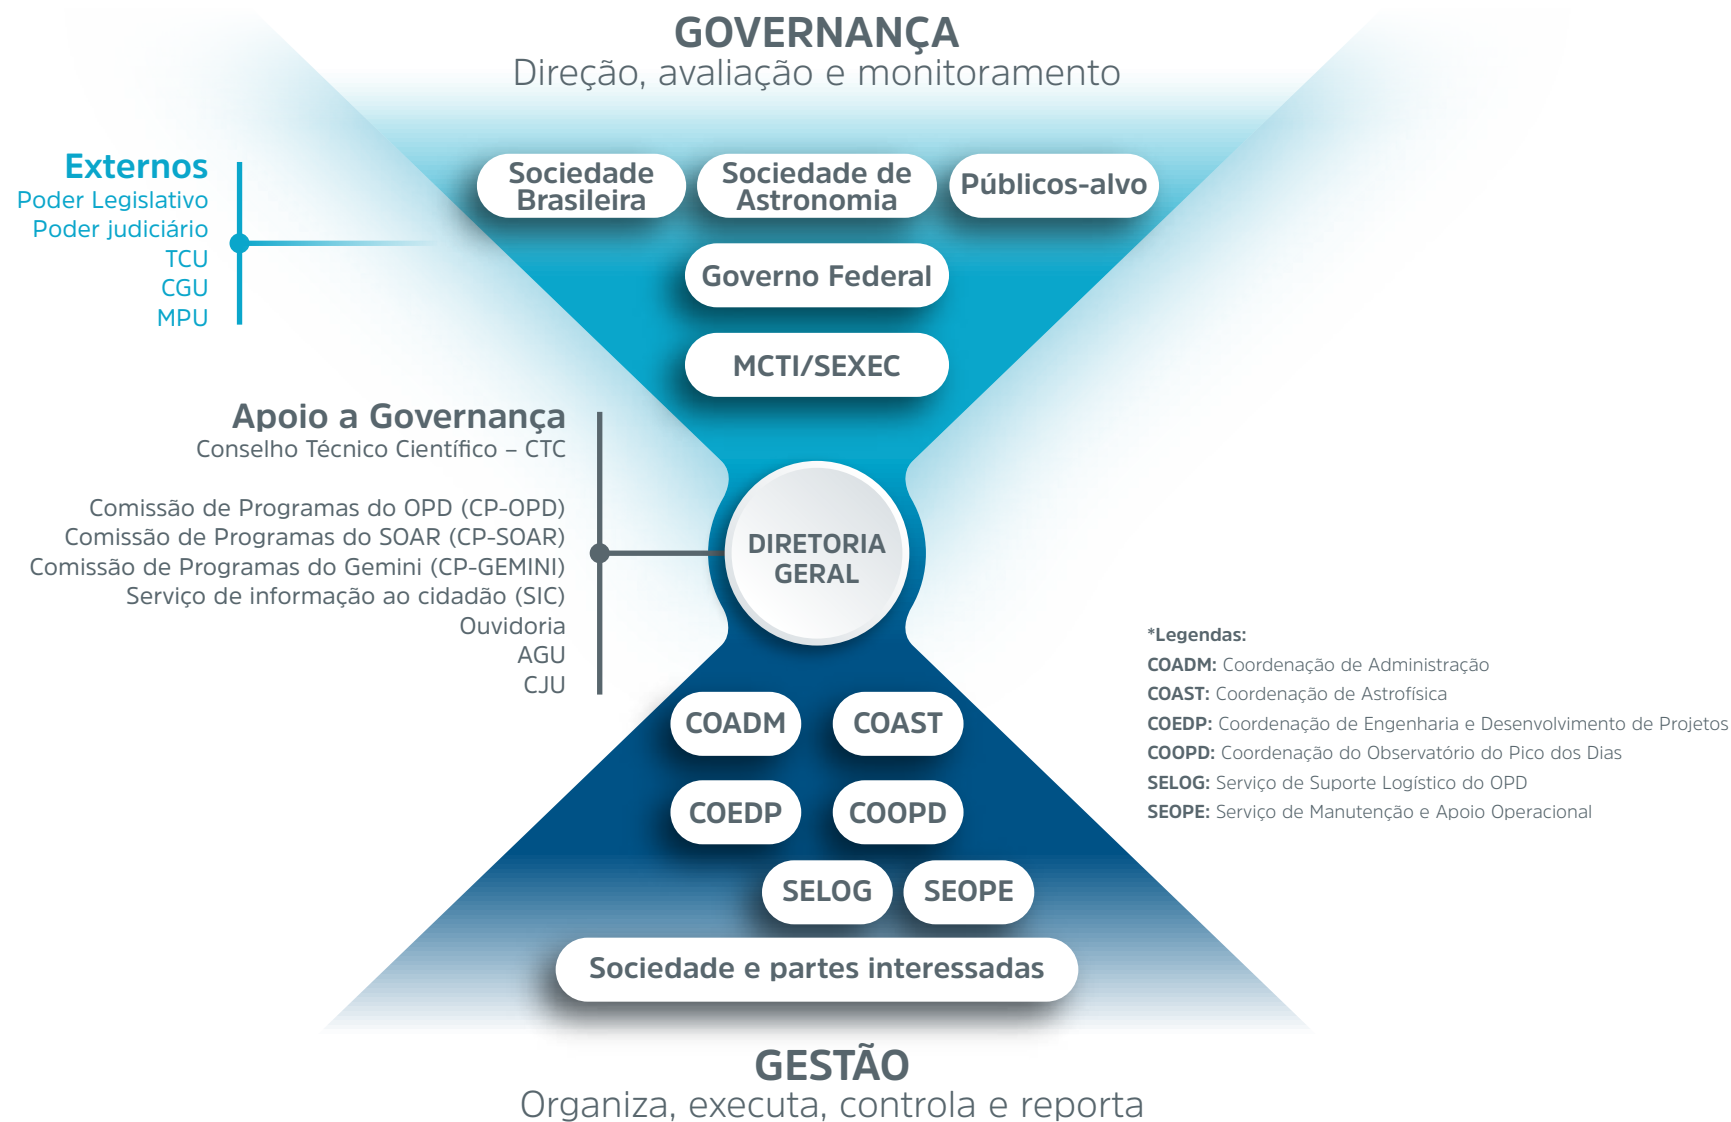 GOVERNANÇA
Direção, avaliação e monitoramento
Externos
Poder Legislativo
Poder judiciário
TCU
CGU
MPU
Sociedade
Brasileira
Sociedade de
Astronomia
Públicos-alvo
Governo Federal
MCTI/SEXEC
Apoio a Governança
Conselho Técnico Científico – CTC
Comissão de Programas do OPD (CP-OPD)
Comissão de Programas do SOAR (CP-SOAR)
Comissão de Programas do Gemini (CP-GEMINI)
Serviço de informação ao cidadão (SIC)
Ouvidoria
AGU
CJU
DIRETORIA
GERAL
COADM
COAST
COEDP
COOPD
SELOG
SEOPE
Sociedade e partes interessadas
*Legendas:
COADM: Coordenação de Administração
COAST: Coordenação de Astrofísica
COEDP: Coordenação de Engenharia e Desenvolvimento de Projetos
COOPD: Coordenação do Observatório do Pico dos Dias
SELOG: Serviço de Suporte Logístico do OPD
SEOPE: Serviço de Manutenção e Apoio Operacional
GESTÃO
Organiza, executa, controla e reporta